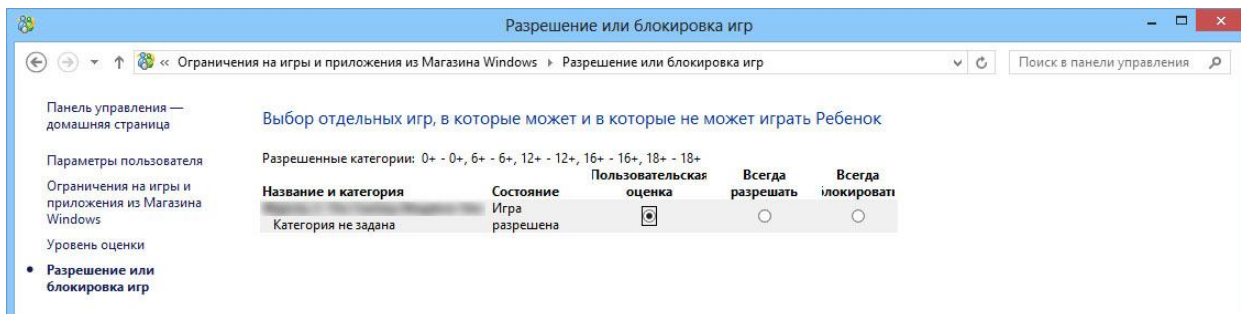 Разрешение или блокировка игр
« Ограничения на игры и приложения из Магазина Windows ▸ Разрешение или блокировка игр
Поиск в панели управления
Панель управления —
домашняя страница
Параметры пользователя
Ограничения на игры и
приложения из Магазина
Windows
Уровень оценки
• Разрешение или
блокировка игр
Выбор отдельных игр, в которые может и в которые не может играть Ребенок
Разрешенные категории: 0+ - 0+, 6+ - 6+, 12+ - 12+, 16+ - 16+, 18+ - 18+
Название и категория
Состояние
Пользовательская
оценка
Всегда
разрешать
Всегда
Категория не задана
Игра
разрешена